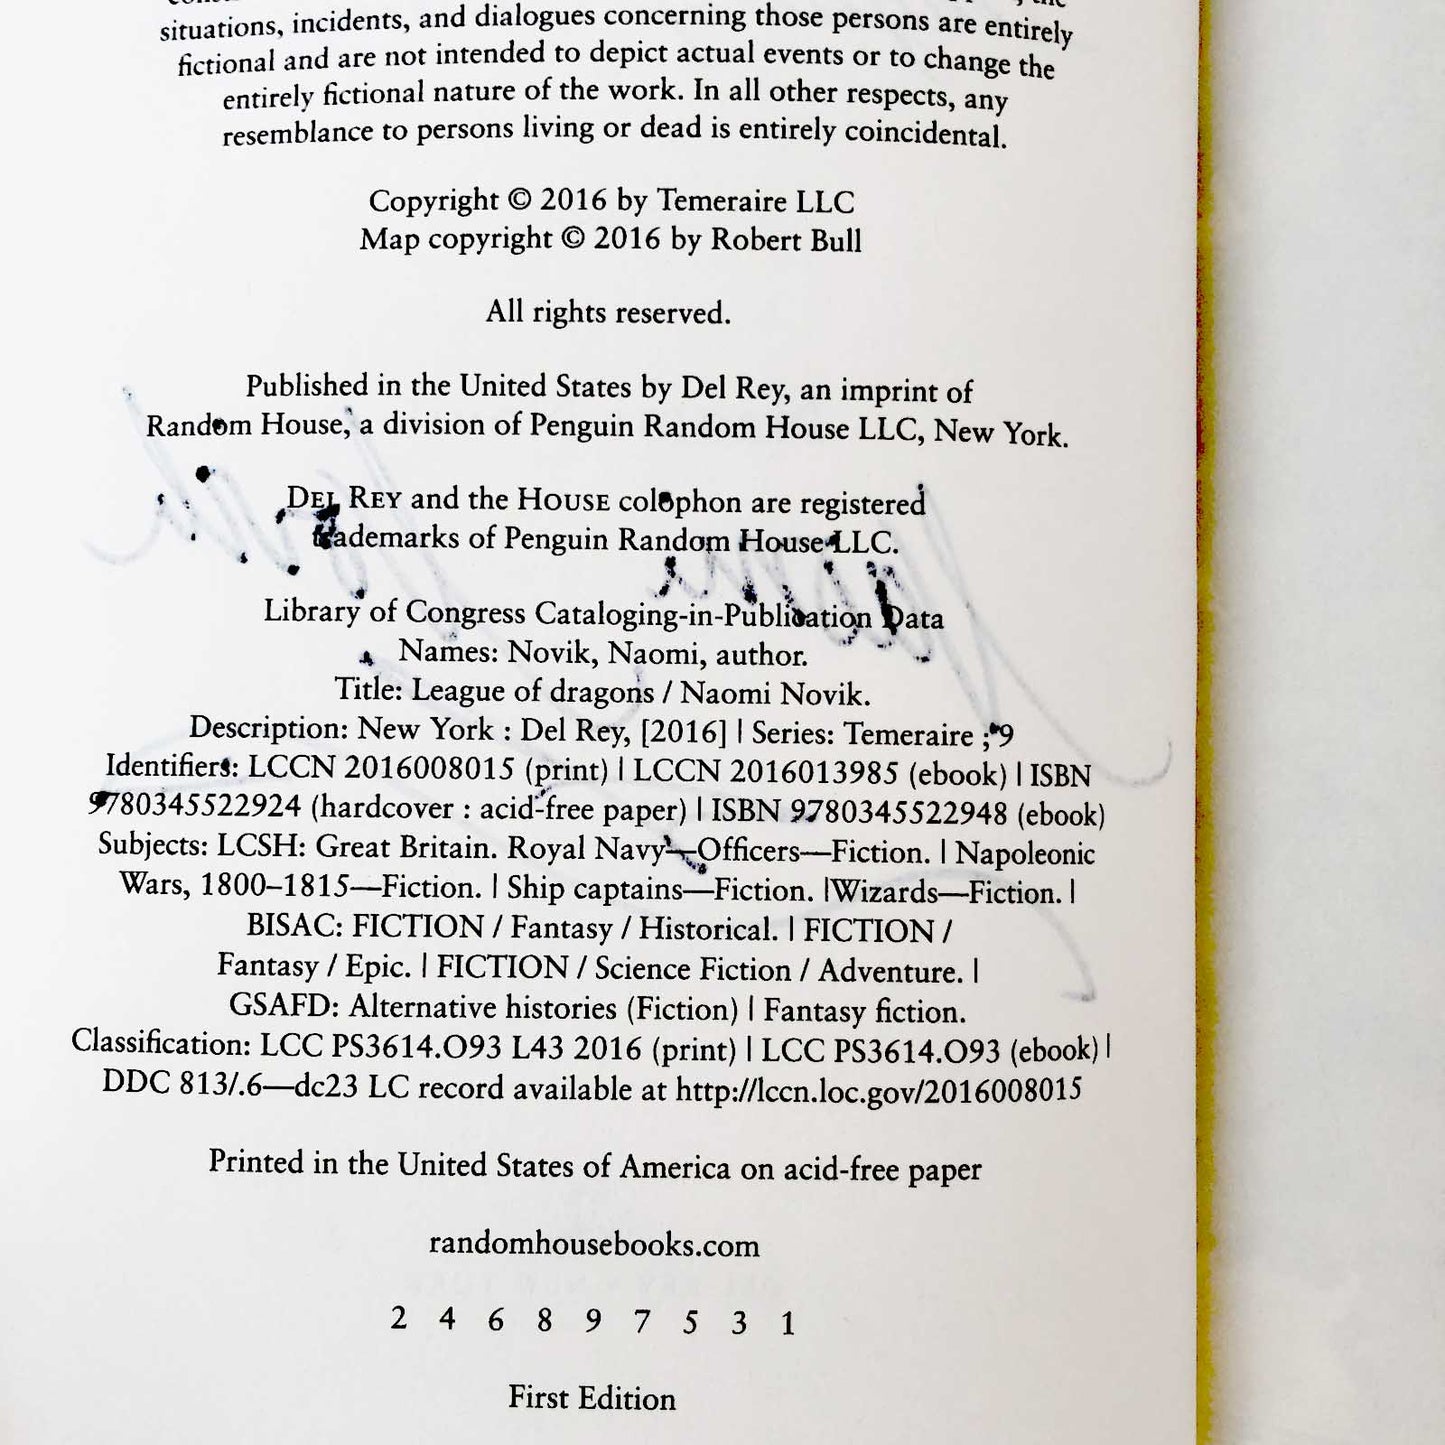 situations, incidents, and dialogues concerning those persons are entirely
fictional and are not intended to depict actual events or to change the
entirely fictional nature of the work. In all other respects, any
resemblance to persons living or dead is entirely coincidental.
Copyright © 2016 by Temeraire LLC
Map copyright © 2016 by Robert Bull
All rights reserved.
Published in the United States by Del Rey, an imprint of
Random House, a division of Penguin Random House LLC, New York.
DEL REY and the HOUSE colophon are registered
trademarks of Penguin Random House LLC.
Library of Congress Cataloging-in-Publication Data
Names: Novik, Naomi, author.
Title: League of dragons / Naomi Novik.
Description: New York : Del Rey, [2016] | Series: Temeraire ; 9
Identifiers: LCCN 2016008015 (print) | LCCN 2016013985 (ebook) | ISBN
9780345522924 (hardcover : acid-free paper) | ISBN 9780345522948 (ebook)
Subjects: LCSH: Great Britain. Royal Navy—Officers—Fiction. | Napoleonic
Wars, 1800–1815—Fiction. | Ship captains—Fiction. |Wizards—Fiction. |
BISAC: FICTION / Fantasy / Historical. | FICTION /
Fantasy / Epic. | FICTION / Science Fiction / Adventure. |
GSAFD: Alternative histories (Fiction) | Fantasy fiction.
Classification: LCC PS3614.O93 L43 2016 (print) | LCC PS3614.O93 (ebook) |
DDC 813/.6—dc23 LC record available at http://lccn.loc.gov/2016008015
Printed in the United States of America on acid-free paper
randomhousebooks.com
2 4 6 8 9 7 5 3 1
First Edition